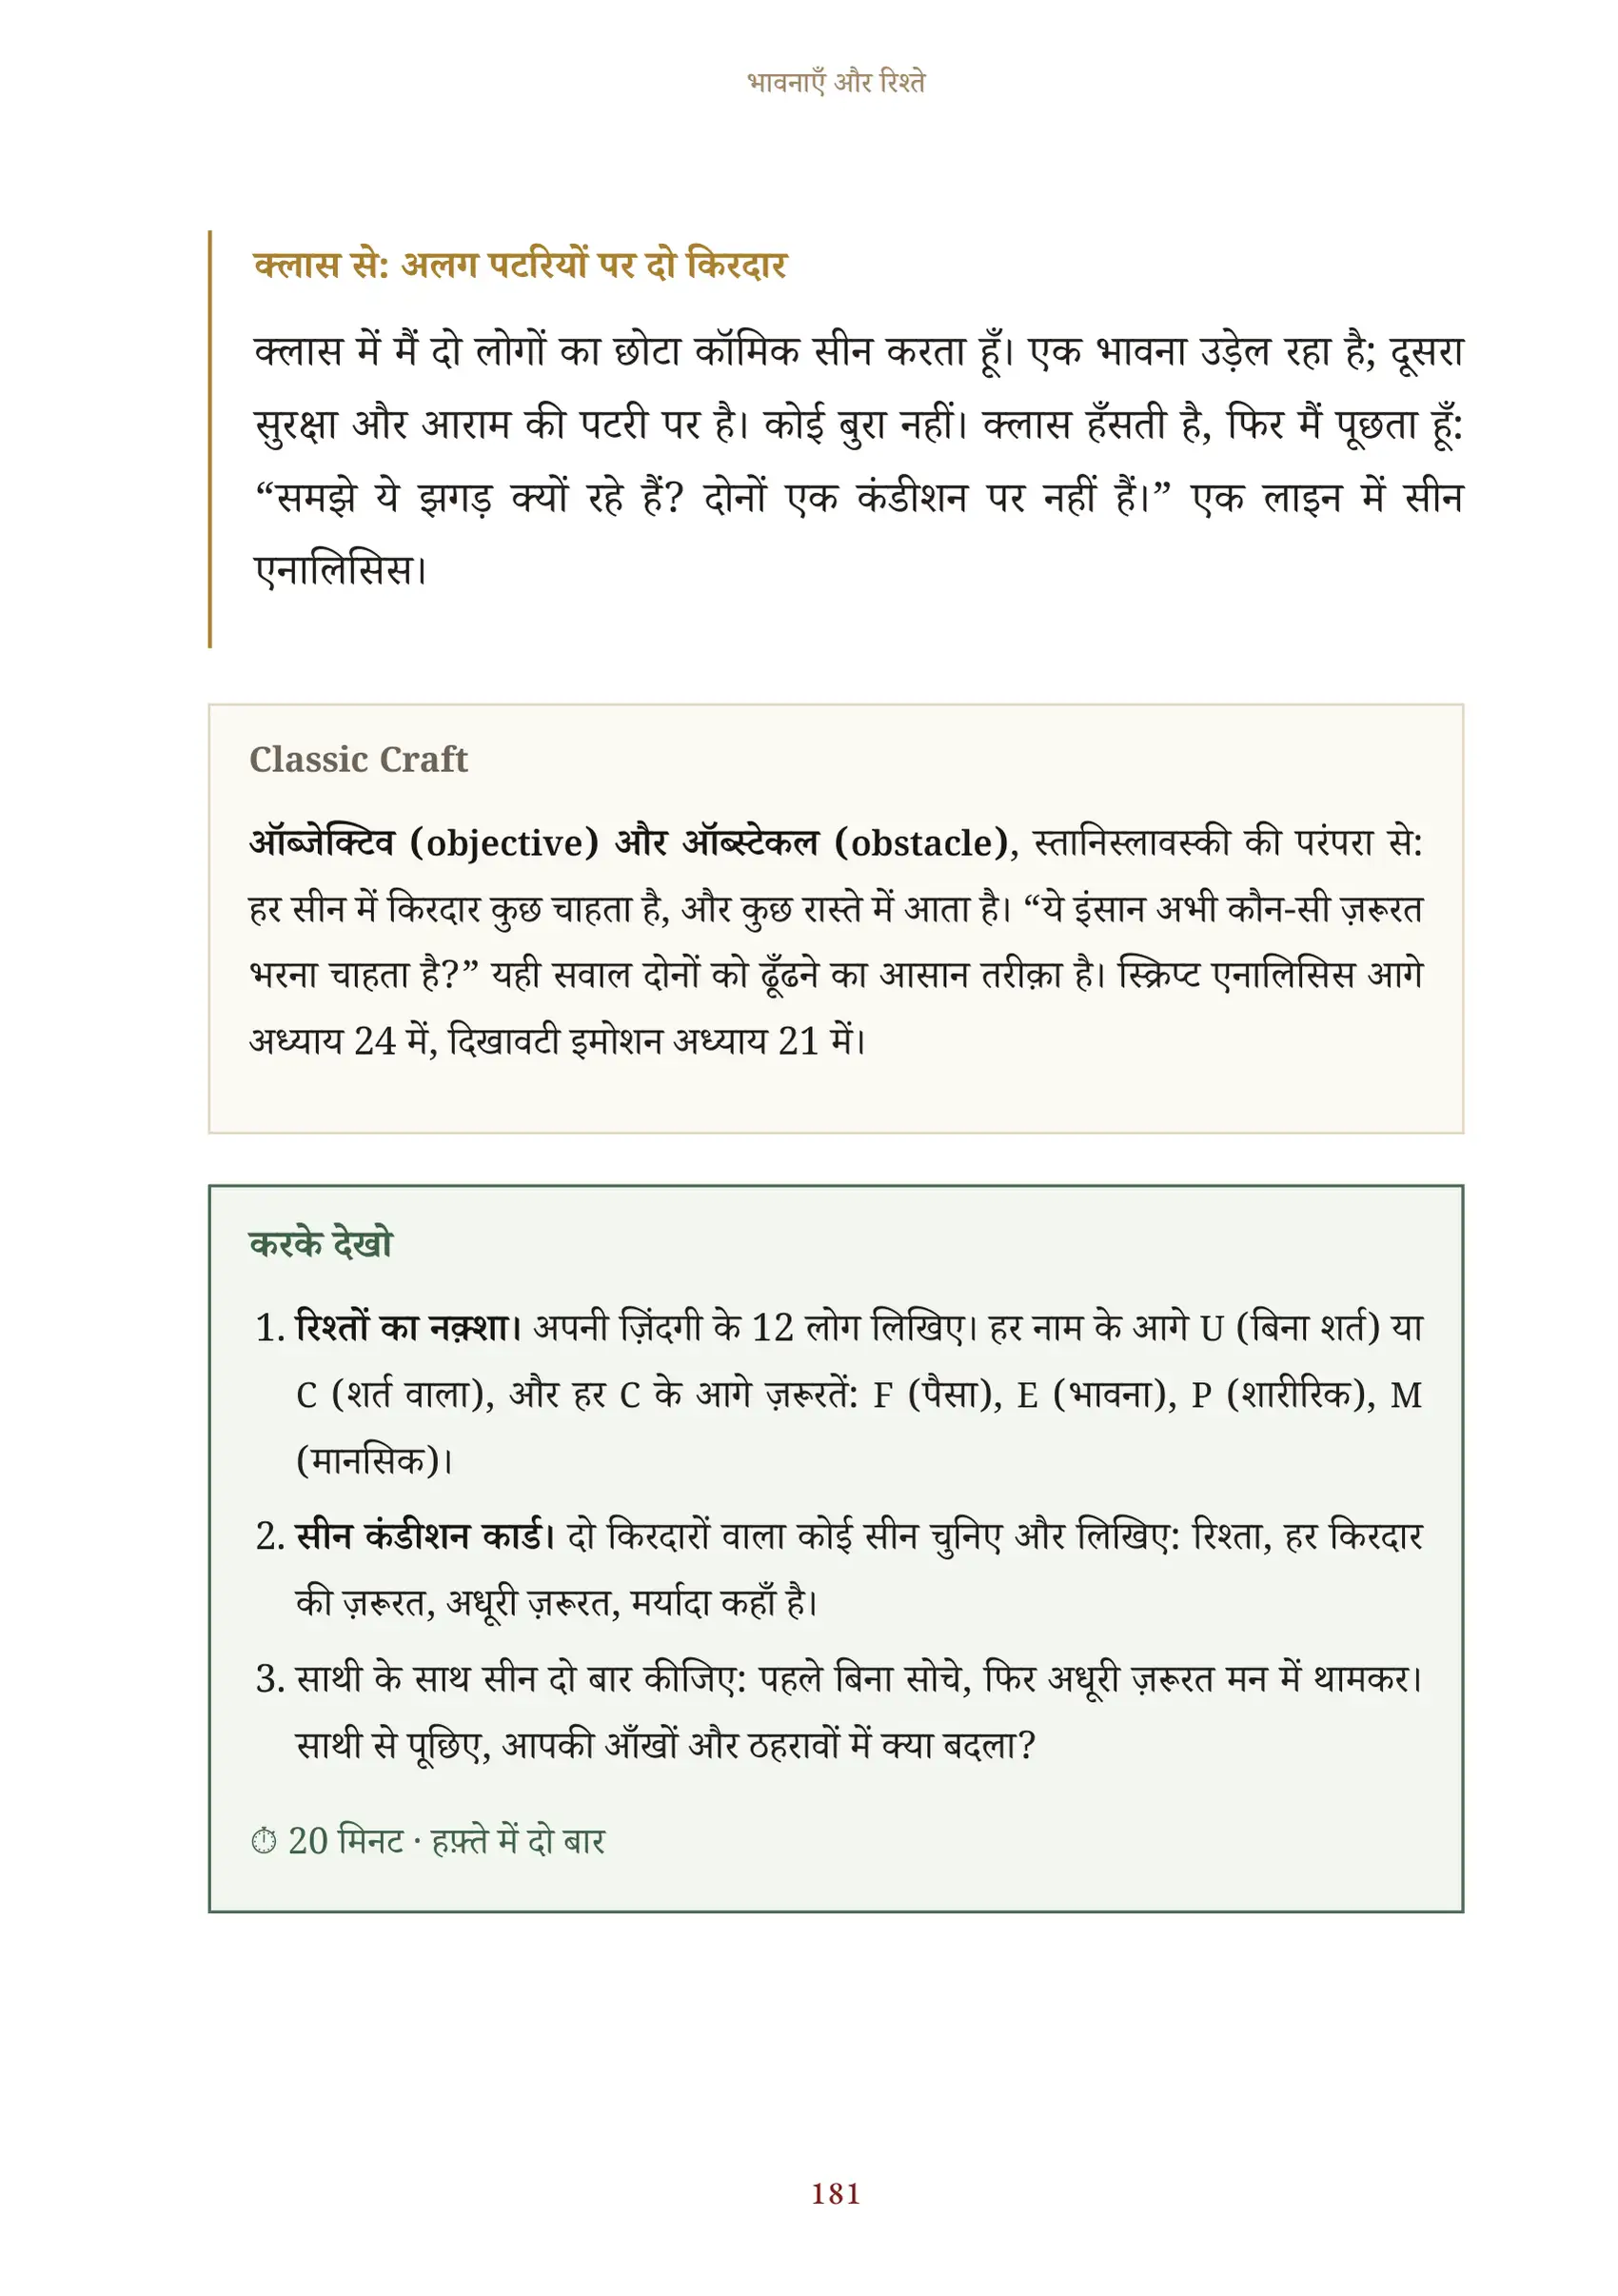 भावनाएँ और रिश्ते
क्लास से: अलग पटरियों पर दो किरदार
क्लास में मैं दो लोगों का छोटा कॉमिक सीन करता हूँ। एक भावना उड़ेल रहा है; दूसरा
सुरक्षा और आराम की पटरी पर है। कोई बुरा नहीं। क्लास हँसती है, फिर मैं पूछता हूँ:
“समझे ये झगड़ क्यों रहे हैं? दोनों एक कंडीशन पर नहीं हैं।” एक लाइन में सीन
एनालिसिस।
Classic Craft
ऑब्जेक्टिव (objective) और ऑब्स्टेकल (obstacle), स्तानिस्लावस्की की परंपरा से:
हर सीन में किरदार कुछ चाहता है, और कुछ रास्ते में आता है। “ये इंसान अभी कौन-सी ज़रूरत
भरना चाहता है?” यही सवाल दोनों को ढूँढने का आसान तरीक़ा है। स्क्रिप्ट एनालिसिस आगे
अध्याय 24 में, दिखावटी इमोशन अध्याय 21 में।
करके देखो
1. रिश्तों का नक़्शा। अपनी ज़िंदगी के 12 लोग लिखिए। हर नाम के आगे U (बिना शर्त) या
C (शर्त वाला), और हर C के आगे ज़रूरतें: F (पैसा), E (भावना), P (शारीरिक), M
(मानसिक)।
2. सीन कंडीशन कार्ड। दो किरदारों वाला कोई सीन चुनिए और लिखिए: रिश्ता, हर किरदार
की ज़रूरत, अधूरी ज़रूरत, मर्यादा कहाँ है।
3. साथी के साथ सीन दो बार कीजिए: पहले बिना सोचे, फिर अधूरी ज़रूरत मन में थामकर।
साथी से पूछिए, आपकी आँखों और ठहरावों में क्या बदला?
⏱ 20 मिनट · हफ़्ते में दो बार
181